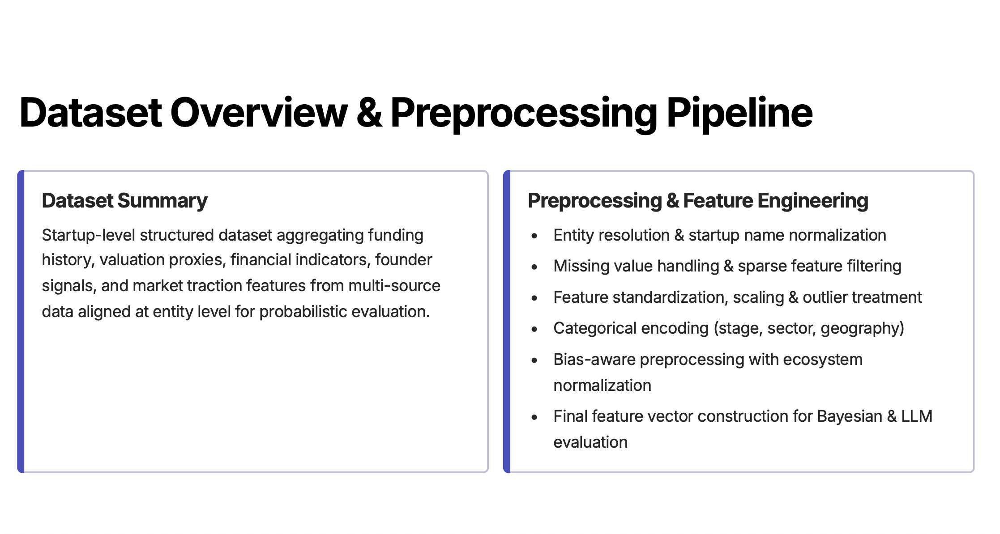 Dataset Overview & Preprocessing Pipeline
Dataset Summary
Startup-level structured dataset aggregating funding
history, valuation proxies, financial indicators, founder
signals, and market traction features from multi-source
data aligned at entity level for probabilistic evaluation.
Preprocessing & Feature Engineering
• Entity resolution & startup name normalization
• Missing value handling & sparse feature filtering
• Feature standardization, scaling & outlier treatment
• Categorical encoding (stage, sector, geography)
• Bias-aware preprocessing with ecosystem
normalization
• Final feature vector construction for Bayesian & LLM
evaluation